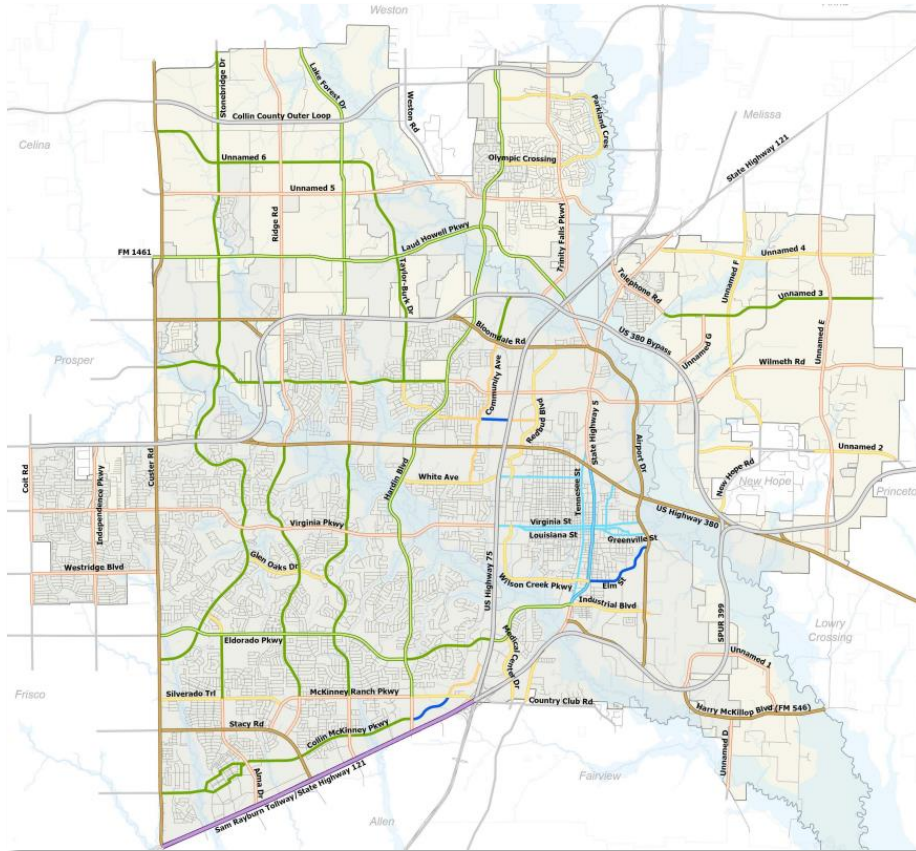 Weston
Stonebridge Dr
Lake Forest Dr
Weston Rd
Parkland Cres
Collin County Outer Loop
Melissa
State Highway 121
Celina
Unnamed 6
Olympic Crossing
Unnamed 5
Ridge Rd
Trinity Falls Pkwy
Laud Howell Pkwy
FM 1461
Taylor-Burk Dr
Unnamed F
Unnamed 4
Telephone Rd
Unnamed 3
Unnamed E
Bloomdale Rd
US 380 Bypass
Unnamed G
Prosper
Wilmeth Rd
Community Ave
Redbud Blvd
State Highway 5
Airport Dr
Coit Rd
Independence Pkwy
Custer Rd
Hardin Blvd
White Ave
Tennesee St
New Hope Rd
New Hope
Unnamed 2
Princeton
US Highway 380
Virginia Pkwy
Virginia St
Louisiana St
Greenville St
Westridge Blvd
Glen Oaks Dr
US Highway 75
Wilson Creek Pkwy
Elm St
Industrial Blvd
SPUR 399
Lowry
Crossing
Eldorado Pkwy
Medical Center Dr
Unnamed 1
Frisco
Silverado Trl
McKinney Ranch Pkwy
Country Club Rd
Harry McKillop Blvd (FM 546)
Stacy Rd
Collin McKinney Pkwy
Unnamed D
Alma Dr
Fairview
Sam Rayburn Tollway/State Highway 121
Allen